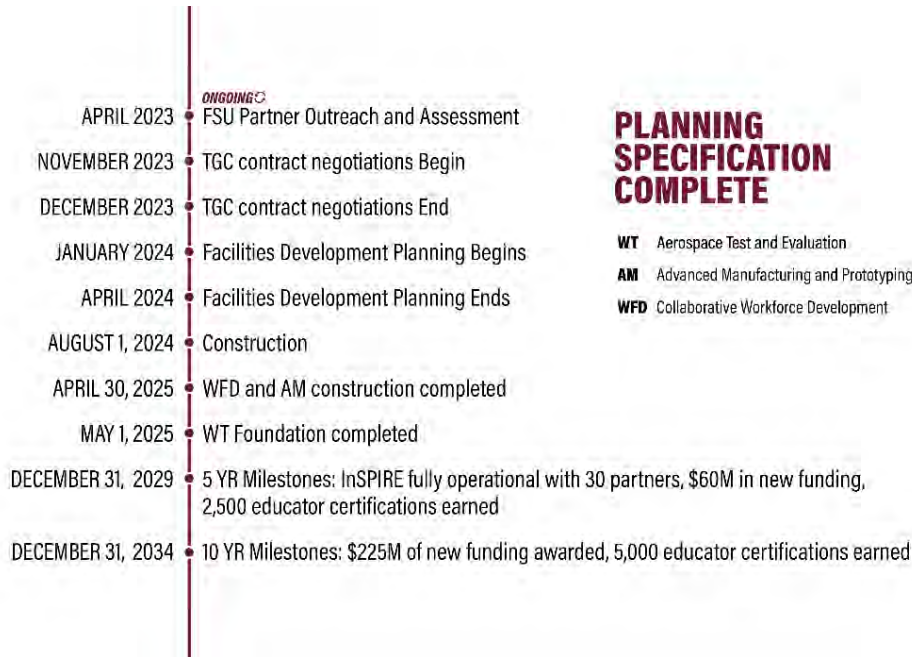 ONGOING
APRIL 2023 FSU Partner Outreach and Assessment
NOVEMBER 2023 TGC contract negotiations Begin
DECEMBER 2023 TGC contract negotiations End
JANUARY 2024 Facilities Development Planning Begins
APRIL 2024 Facilities Development Planning Ends
AUGUST 1, 2024 Construction
APRIL 30, 2025 WFD and AM construction completed
MAY 1, 2025 WT Foundation completed
DECEMBER 31, 2029 5 YR Milestones: InSPIRE fully operational with 30 partners, $60M in new funding,
2,500 educator certifications earned
DECEMBER 31, 2034 10 YR Milestones: $225M of new funding awarded, 5,000 educator certifications earned
PLANNING
SPECIFICATION
COMPLETE
WT Aerospace Test and Evaluation
AM Advanced Manufacturing and Prototyping
WFD Collaborative Workforce Development